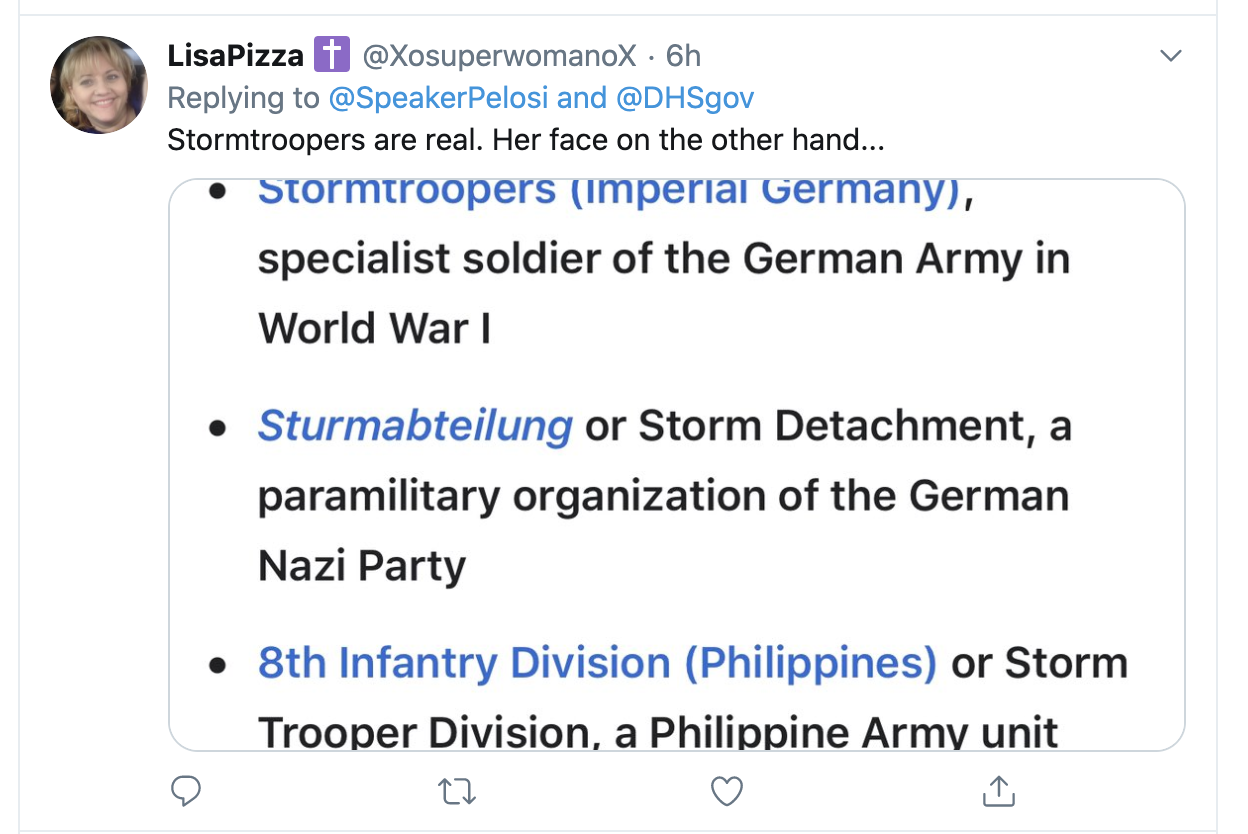 LisaPizza ✝ @XosuperwomanoX · 6h
Replying to @SpeakerPelosi and @DHSgov
Stormtroopers are real. Her face on the other hand...
• Stormtroopers (Imperial Germany),
specialist soldier of the German Army in
World War I
• Sturmabteilung or Storm Detachment, a
paramilitary organization of the German
Nazi Party
• 8th Infantry Division (Philippines) or Storm
Trooper Division, a Philippine Army unit